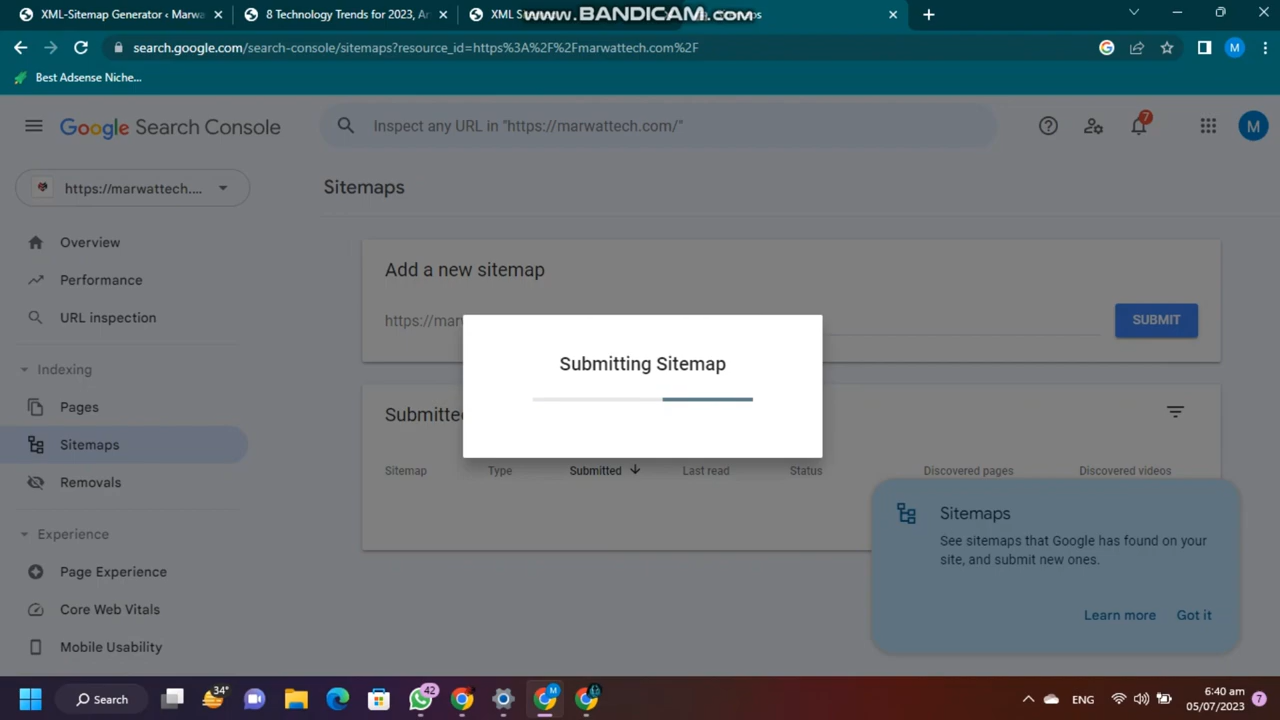 XML-Sitemap Generator ‹ Marwa
8 Technology Trends for 2023, Ar
XML S
www.BANDICAM.com
search.google.com/search-console/sitemaps?resource_id=https%3A%2F%2Fmarwattech.com%2F
M
Best Adsense Niche...
Google Search Console
Inspect any URL in "https://marwattech.com/"
7
M
https://marwattech....
Sitemaps
Overview
Performance
URL inspection
Indexing
Pages
Sitemaps
Removals
Experience
Page Experience
Core Web Vitals
Mobile Usability
Add a new sitemap
https://mar
SUBMIT
Submitting Sitemap
Submitte
Sitemap Type Submitted Last read Status Discovered pages Discovered videos
Sitemaps
See sitemaps that Google has found on your
site, and submit new ones.
Learn more Got it
Search
34°
42
M
ENG
6:40 am
05/07/2023
7